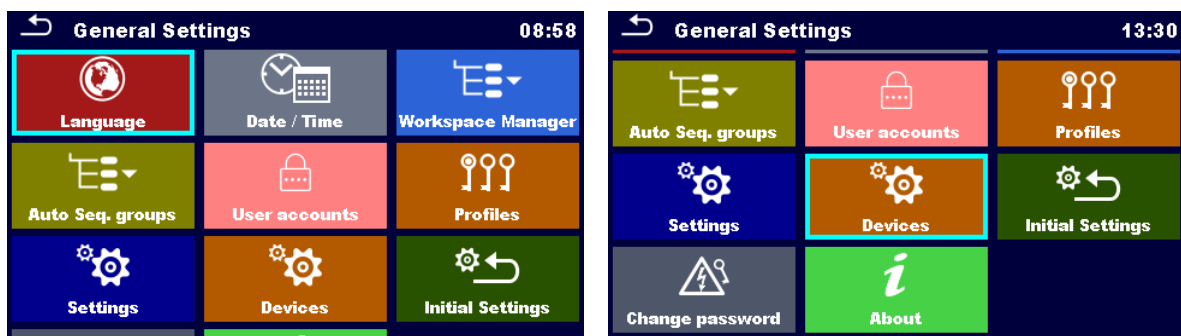 General Settings 08:58
Language Date / Time Workspace Manager
Auto Seq. groups User accounts Profiles
Settings Devices Initial Settings
General Settings 13:30
Auto Seq. groups User accounts Profiles
Settings Devices Initial Settings
Change password About